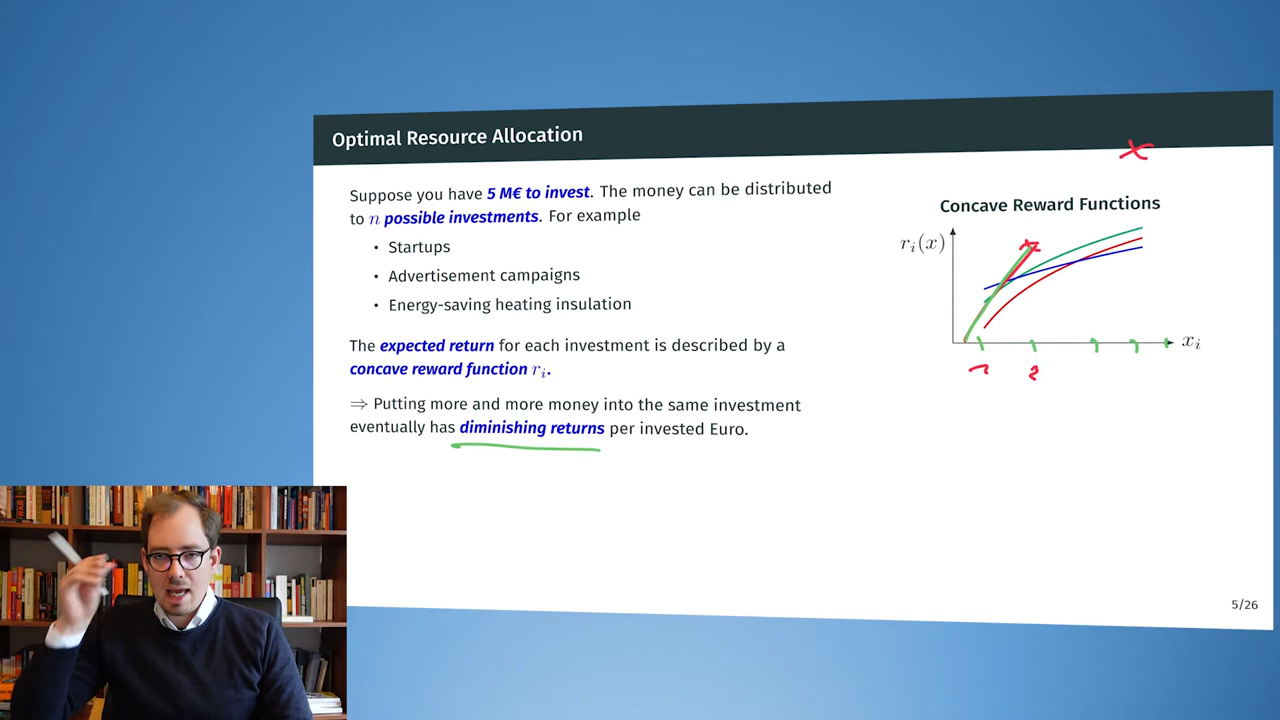 Optimal Resource Allocation
Suppose you have 5 M€ to invest. The money can be distributed
to n possible investments. For example
• Startups
• Advertisement campaigns
• Energy-saving heating insulation
The expected return for each investment is described by a
concave reward function rᵢ.
⇒ Putting more and more money into the same investment
eventually has diminishing returns per invested Euro.
x
Concave Reward Functions
rᵢ(x)
xᵢ
1
2
5/26